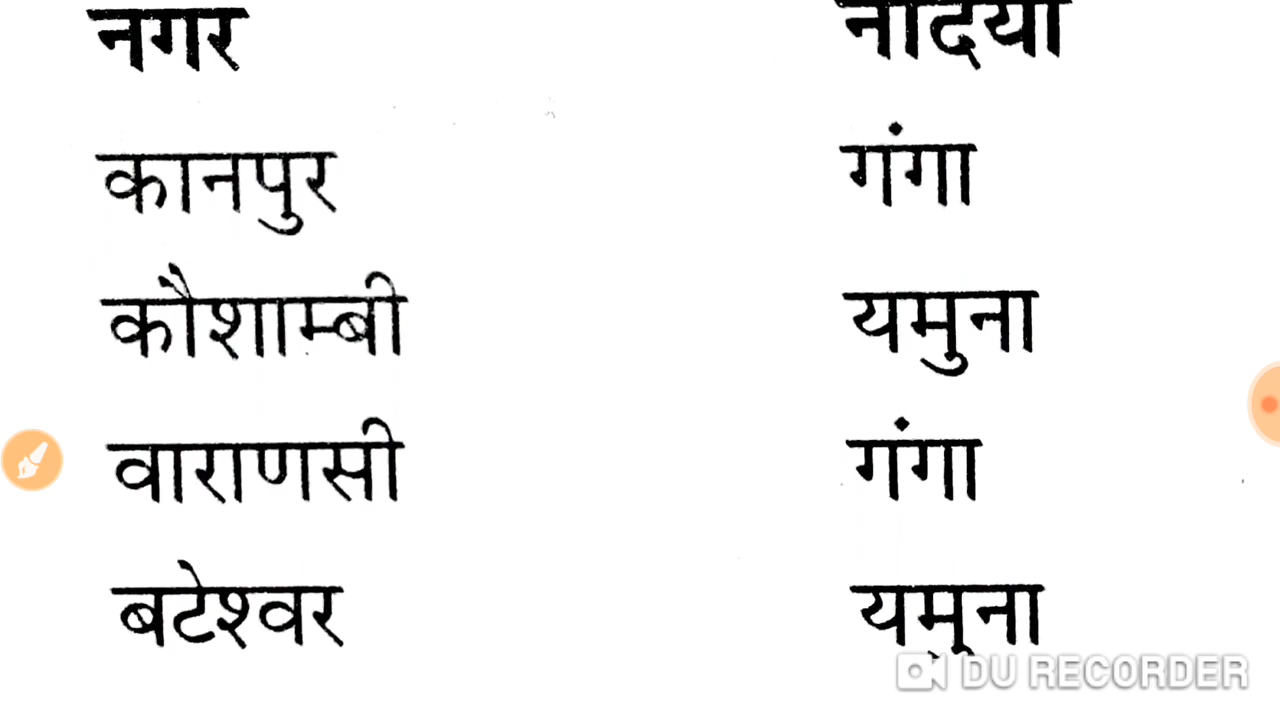 नगर नदियाँ
कानपुर गंगा
कौशाम्बी यमुना
वाराणसी गंगा
बटेश्वर यमुना
DU RECORDER